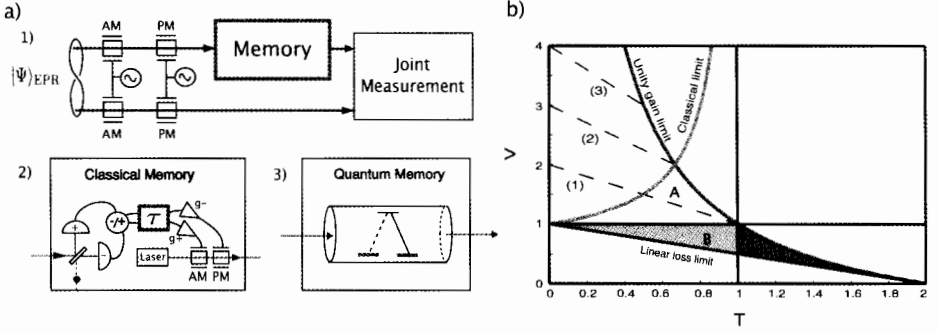 a)
1)
AM PM
|Ψ⟩EPR
Memory
Joint
Measurement
AM PM
2)
Classical Memory
+
-/+
τ
g-
g+
-
Laser
AM PM
3)
Quantum Memory
b)
4
3
2
1
0
V
(3)
(2)
(1)
Unity gain limit
Classical limit
A
B
Linear loss limit
0 0.2 0.4 0.6 0.8 1 1.2 1.4 1.6 1.8 2
T